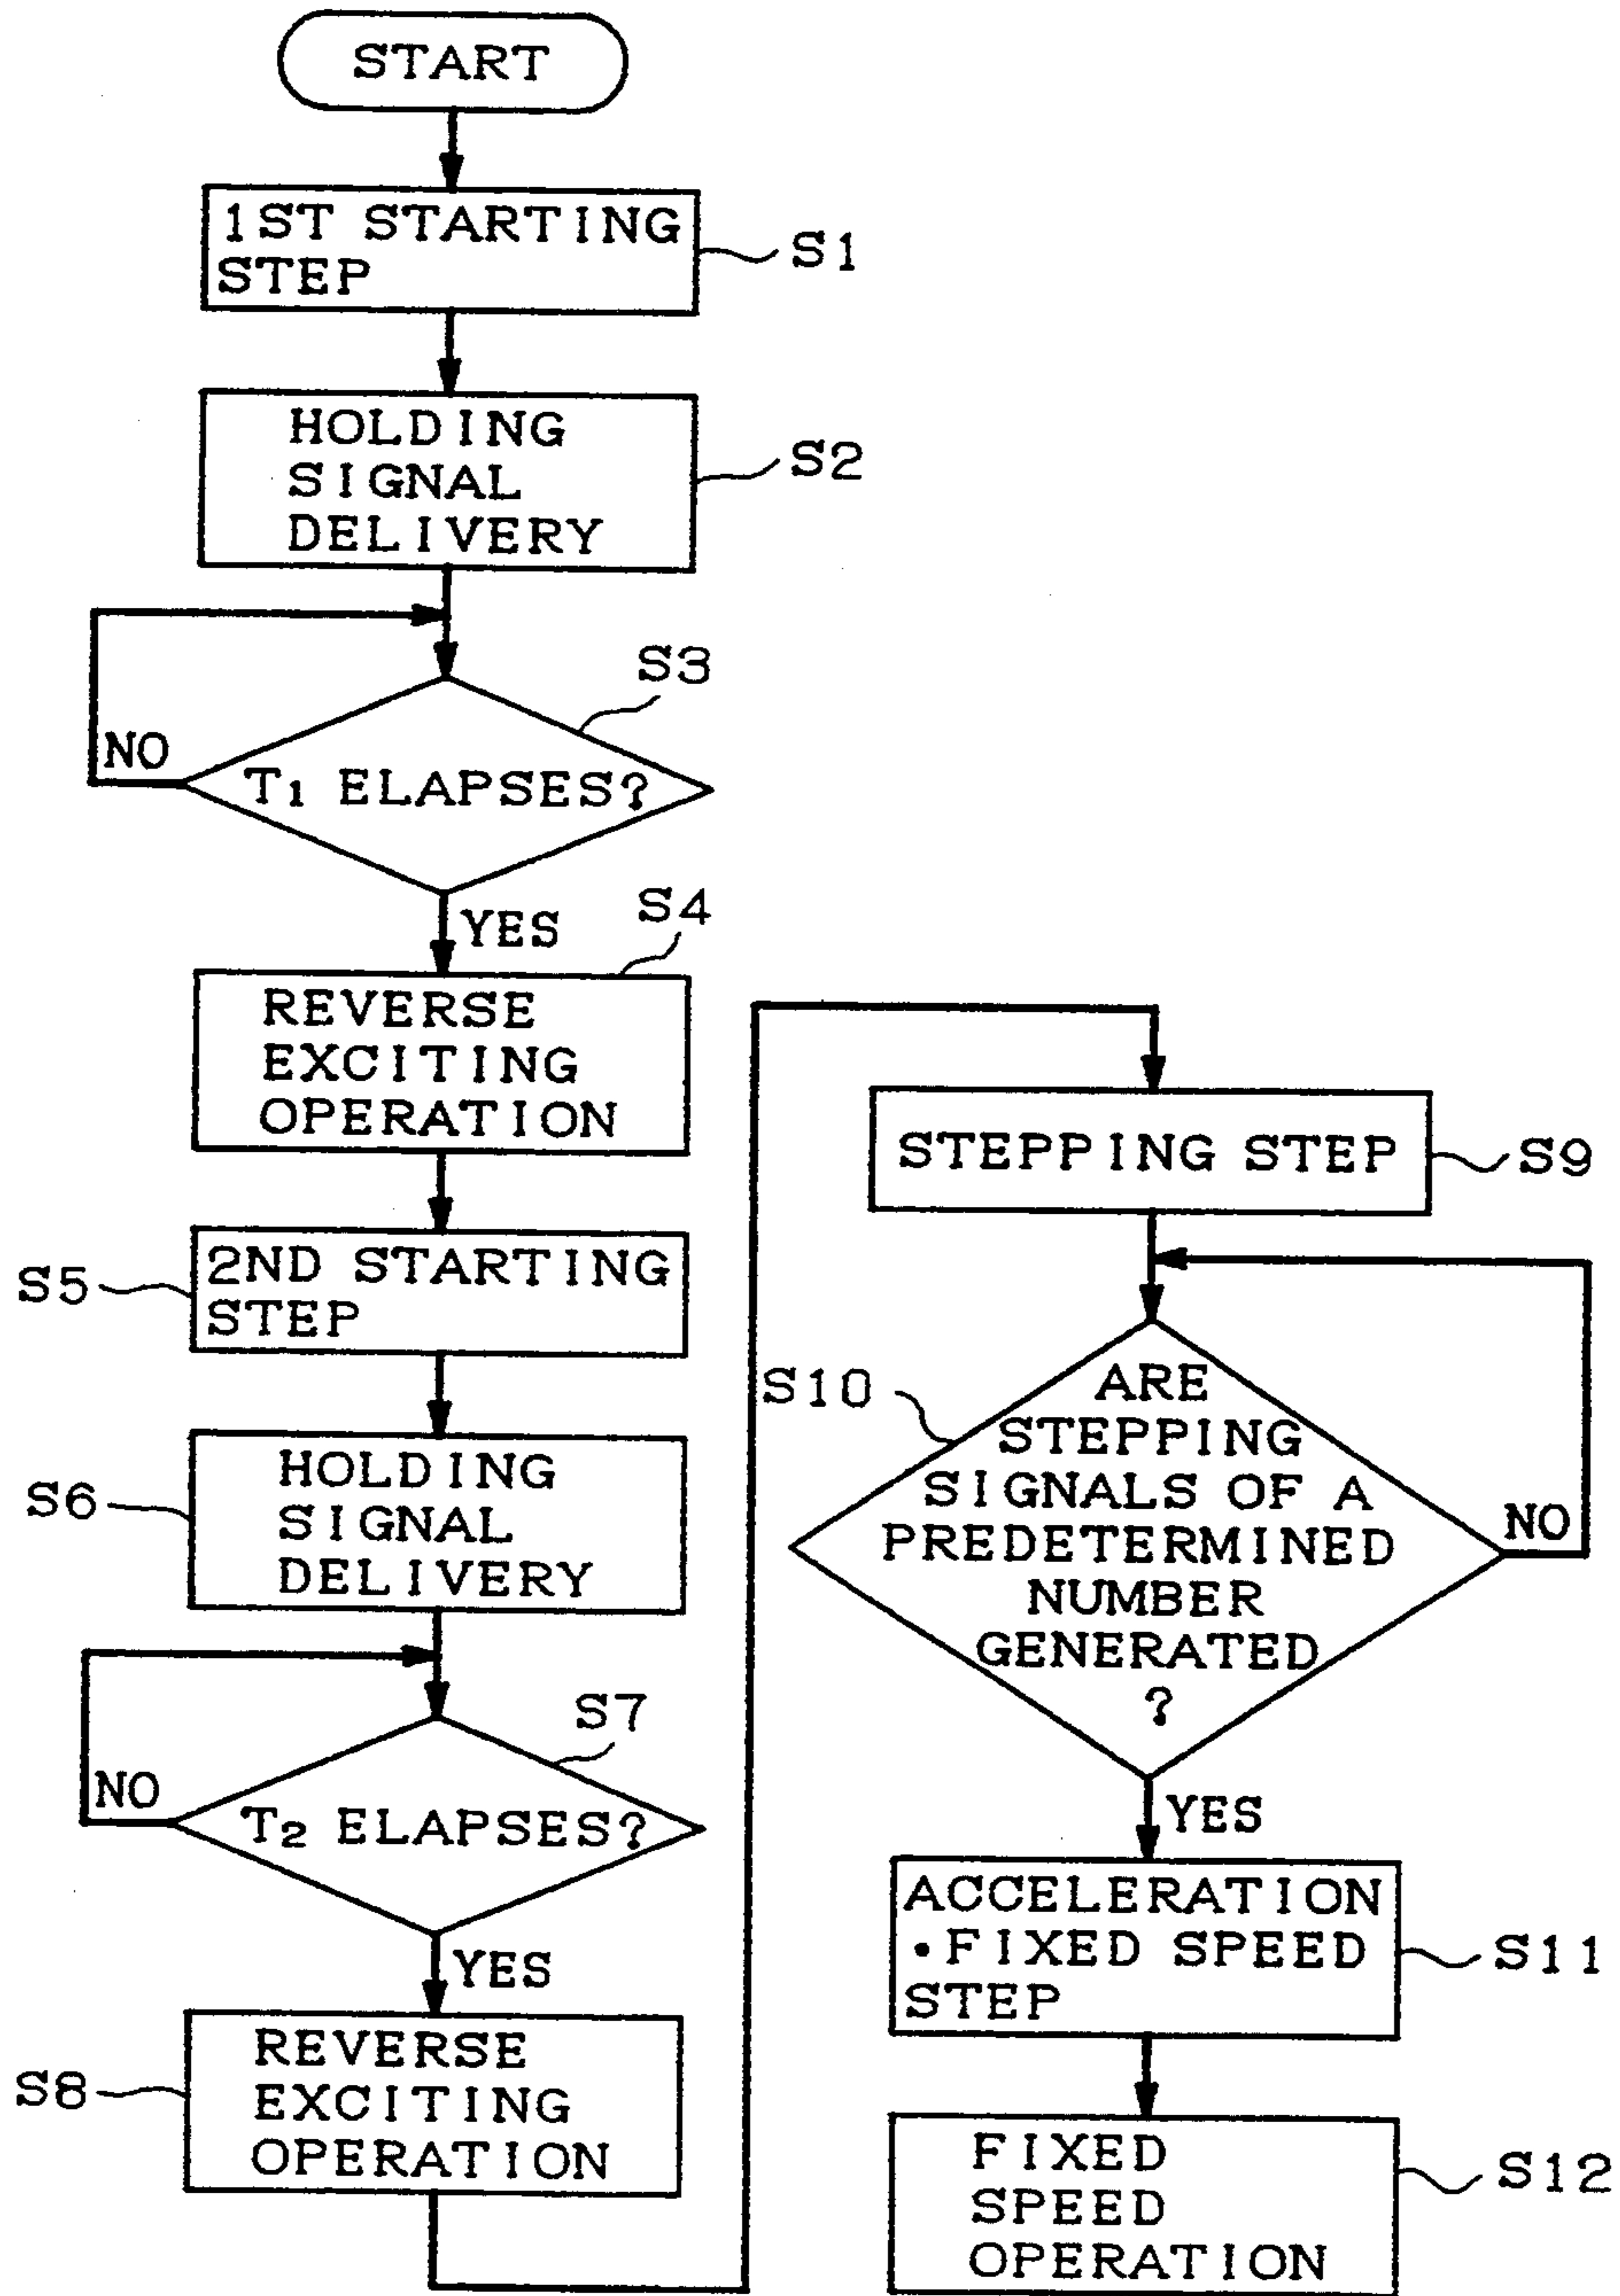 START
1ST STARTING
STEP
S1
HOLDING
SIGNAL
DELIVERY
S2
S3
T1 ELAPSES?
NO
YES
S4
REVERSE
EXCITING
OPERATION
S5
2ND STARTING
STEP
S6
HOLDING
SIGNAL
DELIVERY
S7
T2 ELAPSES?
NO
YES
S8
REVERSE
EXCITING
OPERATION
STEPPING STEP
S9
S10
ARE
STEPPING
SIGNALS OF A
PREDETERMINED
NUMBER
GENERATED
?
NO
YES
ACCELERATION
•FIXED SPEED
STEP
S11
FIXED
SPEED
OPERATION
S12